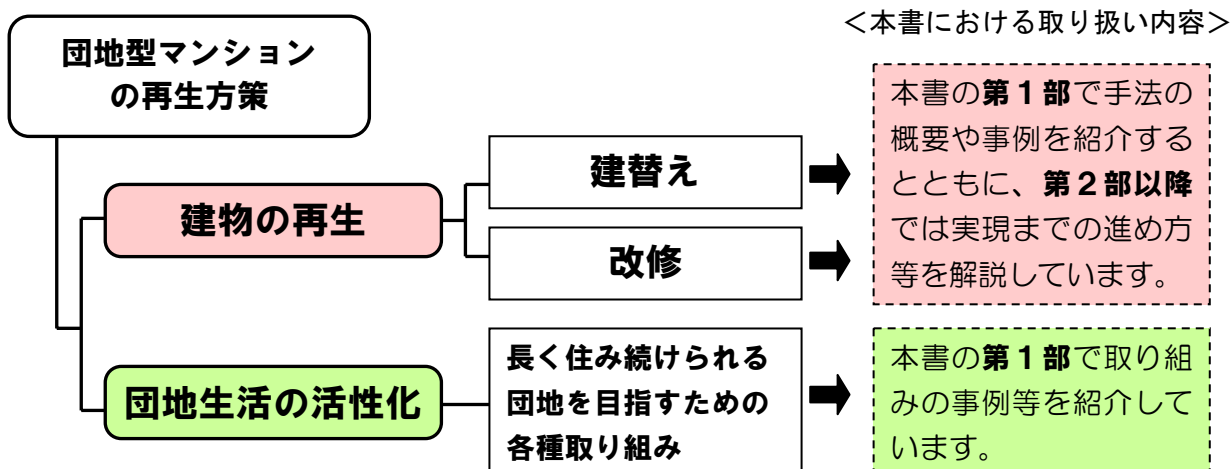 ＜本書における取り扱い内容＞
団地型マンション
の再生方策
建物の再生
建替え
改修
本書の第１部で手法の
概要や事例を紹介する
とともに、第２部以降
では実現までの進め方
等を解説しています。
団地生活の活性化
長く住み続けられる
団地を目指すための
各種取り組み
本書の第１部で取り組
みの事例等を紹介して
います。